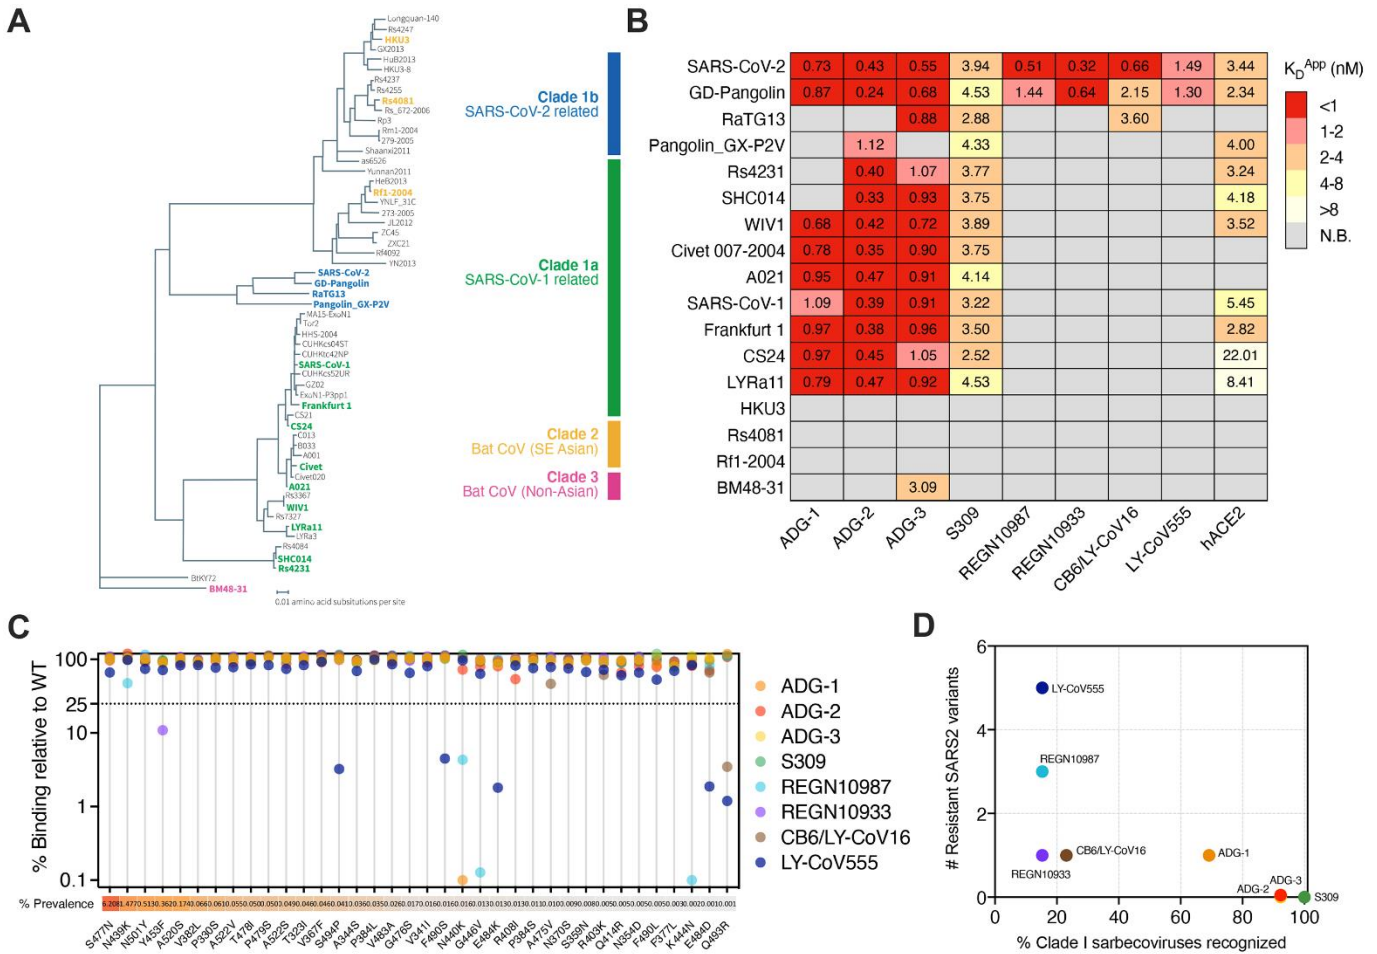 A
Longquan-140
Rs4247
HKU3
GX2013
HuB2013
HKU3-8
Rs4237
Rs4255
Rs4081
Rs_672-2006
Rp3
Rm1-2004
279-2005
Shaanxi2011
as6526
Yunnan2011
HeB2013
Rf1-2004
YNLF_31C
273-2005
JL2012
ZC45
ZXC21
Rf4092
YN2013
SARS-CoV-2
GD-Pangolin
RaTG13
Pangolin_GX-P2V
MA15-ExoN1
Tor2
HHS-2004
CUHKcs04ST
CUHKtc42NP
SARS-CoV-1
CUHKcs52UR
GZ02
ExoN1-P3pp1
Frankfurt 1
CS21
CS24
C013
B033
A001
Civet
Civet020
A021
Rs3367
WIV1
Rs7327
LYRa11
LYRa3
Rs4084
SHC014
Rs4231
BtKY72
BM48-31
0.01 amino acid subsitutions per site
Clade 1b
SARS-CoV-2 related
Clade 1a
SARS-CoV-1 related
Clade 2
Bat CoV (SE Asian)
Clade 3
Bat CoV (Non-Asian)
B
SARS-CoV-2 0.73 0.43 0.55 3.94 0.51 0.32 0.66 1.49 3.44
GD-Pangolin 0.87 0.24 0.68 4.53 1.44 0.64 2.15 1.30 2.34
RaTG13 0.88 2.88 3.60
Pangolin_GX-P2V 1.12 4.33 4.00
Rs4231 0.40 1.07 3.77 3.24
SHC014 0.33 0.93 3.75 4.18
WIV1 0.68 0.42 0.72 3.89 3.52
Civet 007-2004 0.78 0.35 0.90 3.75
A021 0.95 0.47 0.91 4.14
SARS-CoV-1 1.09 0.39 0.91 3.22 5.45
Frankfurt 1 0.97 0.38 0.96 3.50 2.82
CS24 0.97 0.45 1.05 2.52 22.01
LYRa11 0.79 0.47 0.92 4.53 8.41
HKU3
Rs4081
Rf1-2004
BM48-31 3.09
ADG-1 ADG-2 ADG-3 S309 REGN10987 REGN10933 CB6/LY-CoV16 LY-CoV555 hACE2
KD App (nM)
<1
1-2
2-4
4-8
>8
N.B.
C
% Binding relative to WT
100
25
10
1
0.1
% Prevalence
S477N N439K N501Y Y453F A520S V382L P330S A522V T478I P479S A522S T323I V367F S494P A344S P384L V483A G476S V341I F490S N440K G446V E484K R408I P384S A475V N370S S339N R403K Q414R N354D F490L F377L K444N E484D Q493R
ADG-1
ADG-2
ADG-3
S309
REGN10987
REGN10933
CB6/LY-CoV16
LY-CoV555
D
# Resistant SARS2 variants
6
4
2
0
LY-CoV555
REGN10987
REGN10933
CB6/LY-CoV16
ADG-1
ADG-2
ADG-3
S309
0 20 40 60 80 100
% Clade I sarbecoviruses recognized